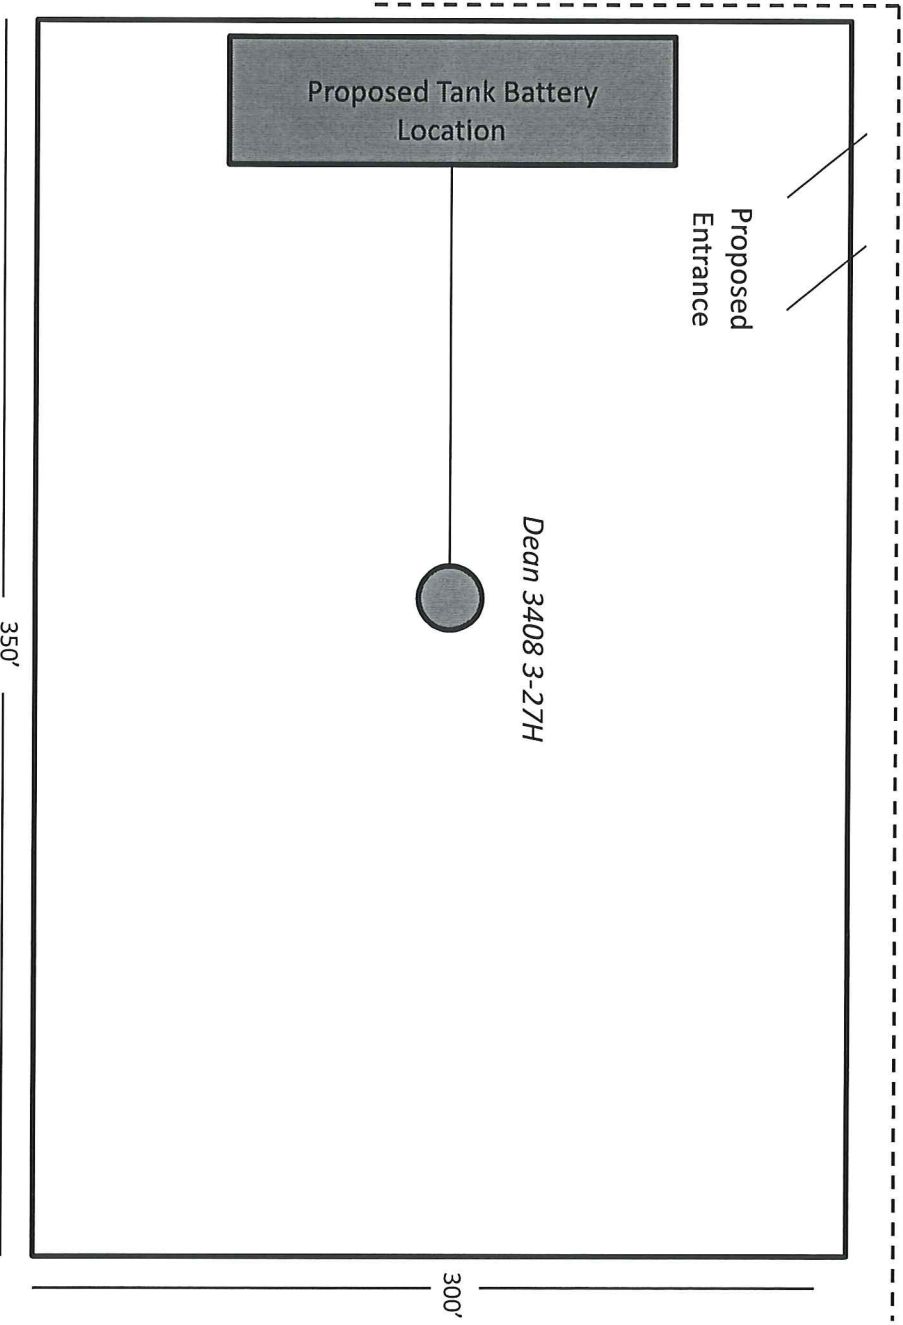 Proposed Tank Battery
Location
Proposed
Entrance
Dean 3408 3-27H
350'
300'